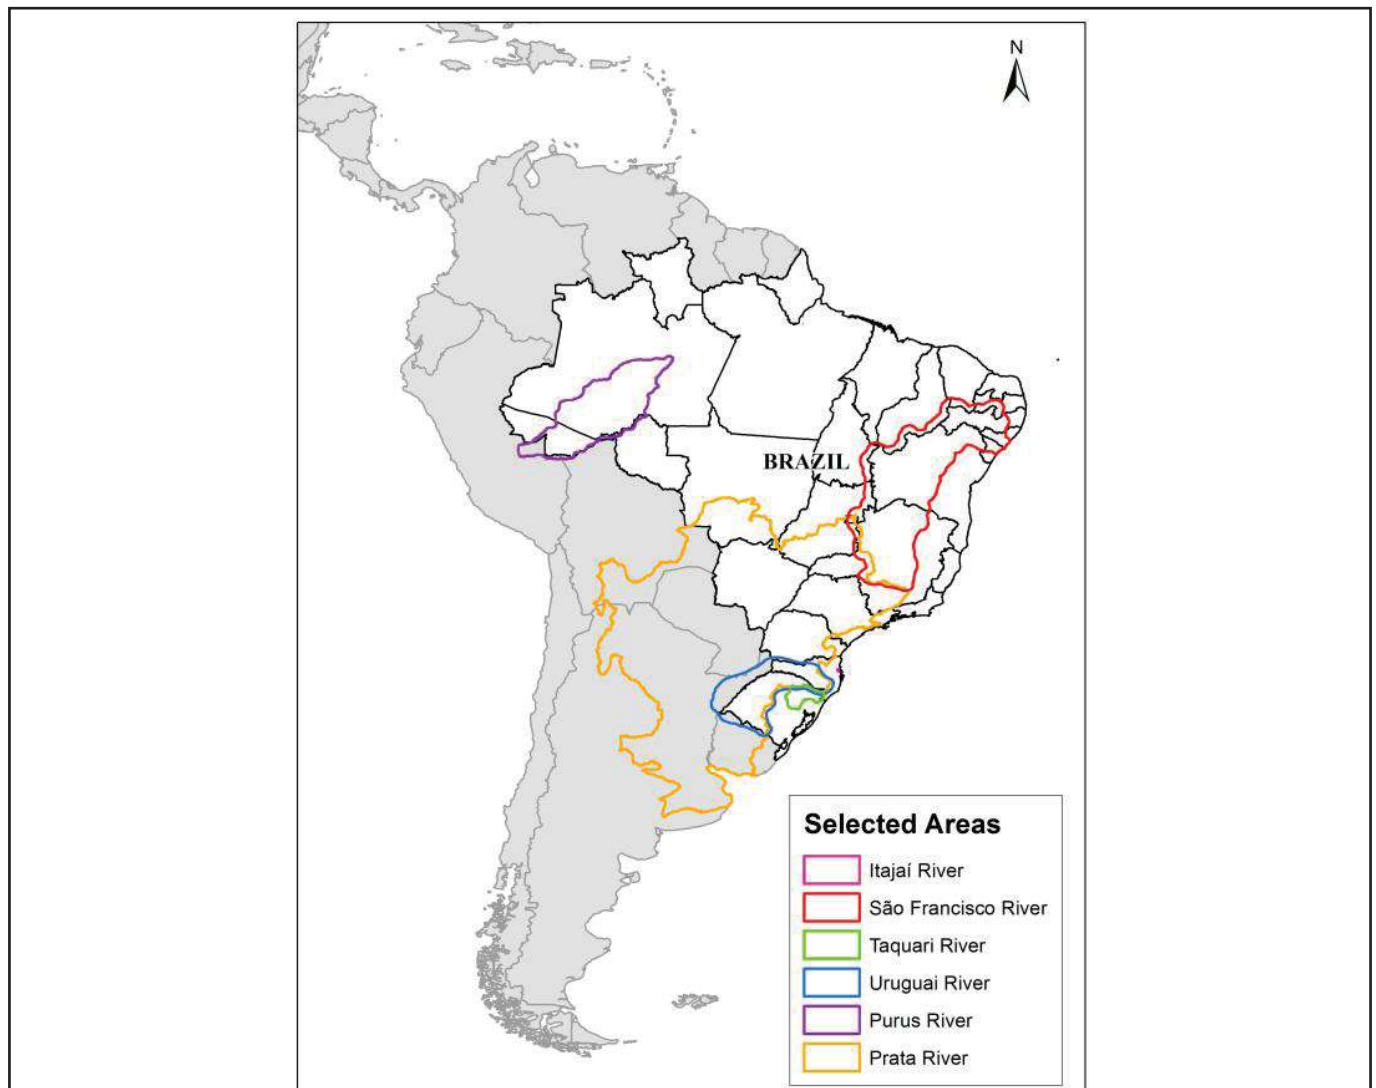 N
BRAZIL
Selected Areas
Itajaí River
São Francisco River
Taquari River
Uruguai River
Purus River
Prata River